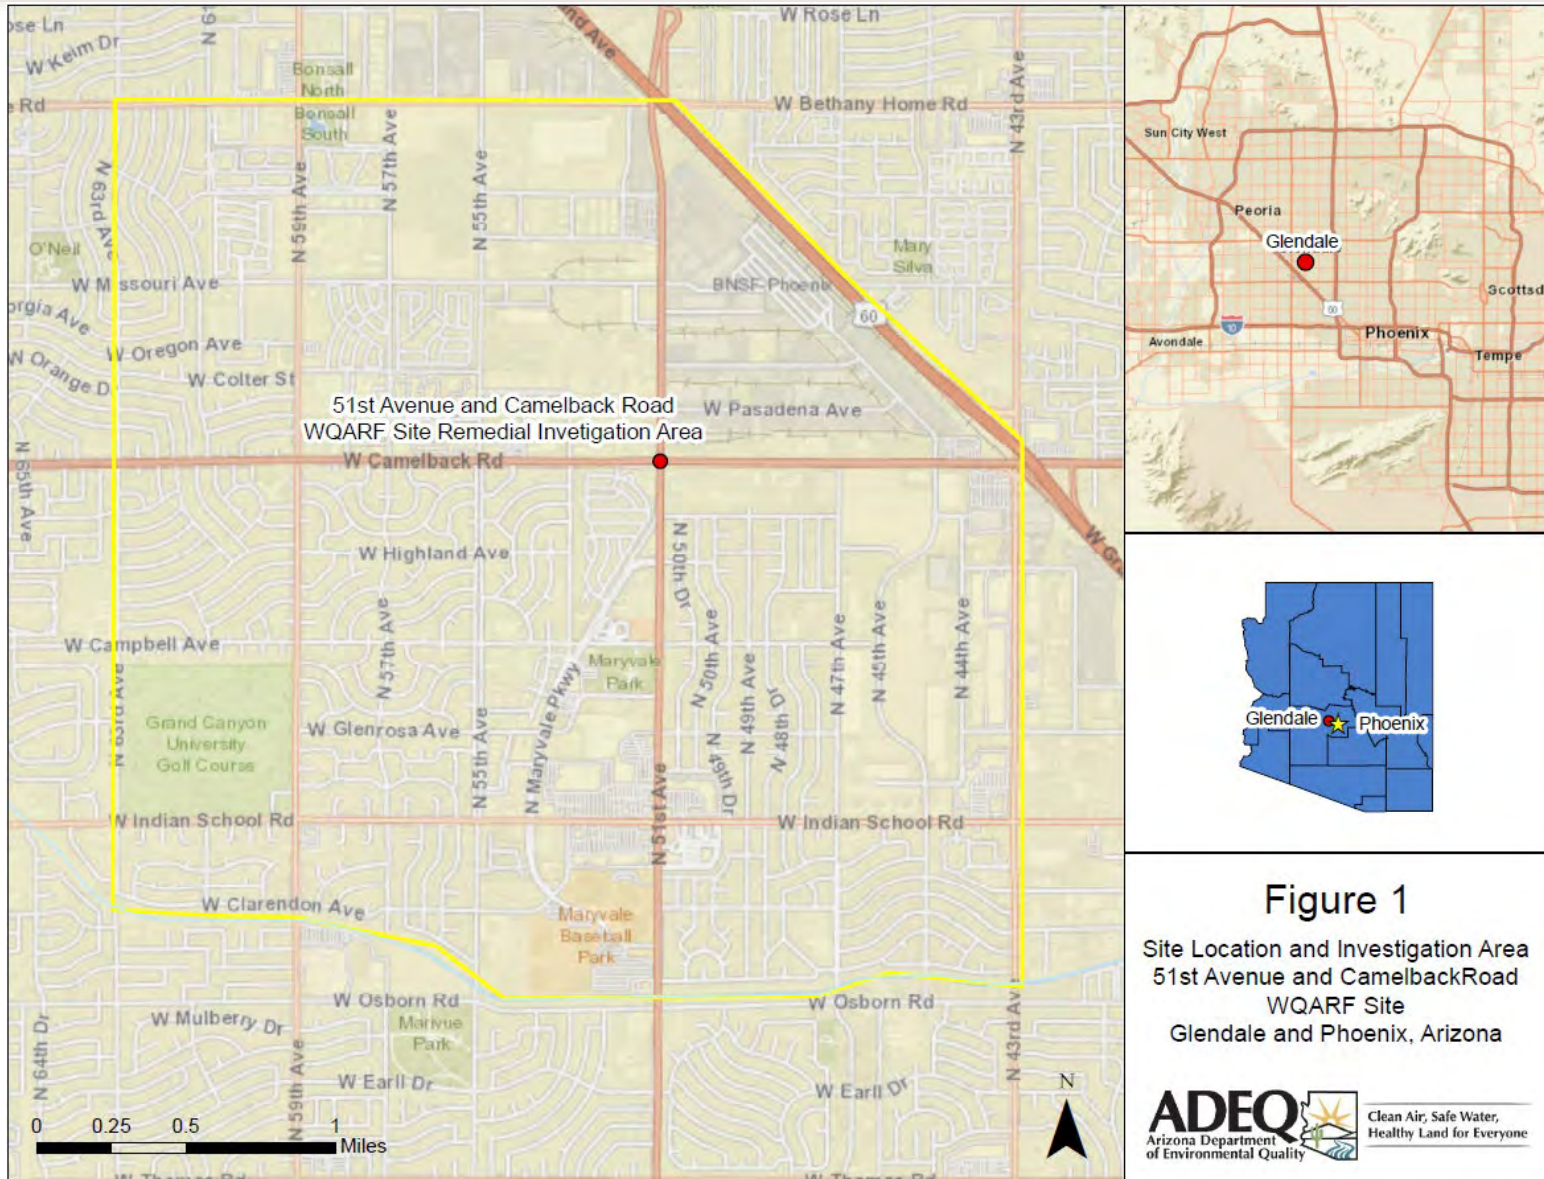 W Rose Ln
W Keim Dr
Bonsall
North
Bonsall
South
W Bethany Home Rd
N 43rd Ave
N 63rd Ave
N 59th Ave
N 57th Ave
N 55th Ave
O'Neil
Mary
Silva
W Missouri Ave
BNSF-Phoenix
60
W Oregon Ave
W Colter St
W Pasadena Ave
51st Avenue and Camelback Road
WQARF Site Remedial Invetigation Area
W Camelback Rd
N 65th Ave
W Highland Ave
N 50th Dr
W Campbell Ave
N 57th Ave
Maryvale
Park
N 50th Ave
N 49th Ave
N 48th Dr
N 47th Ave
N 45th Ave
N 44th Ave
N 63rd Ave
Grand Canyon
University
Golf Course
W Glenrosa Ave
N 55th Ave
N Maryvale Pkwy
N 49th Dr
N 51st Ave
W Indian School Rd
W Indian School Rd
W Clarendon Ave
Maryvale
Baseball
Park
W Osborn Rd
W Osborn Rd
W Mulberry Dr
Marivue
Park
N 64th Dr
N 59th Ave
W Earll Dr
W Earll Dr
N 43rd Ave
0 0.25 0.5 1
Miles
N
Sun City West
Peoria
Glendale
60
10
Avondale
Phoenix
Tempe
Glendale
Phoenix
Figure 1
Site Location and Investigation Area
51st Avenue and CamelbackRoad
WQARF Site
Glendale and Phoenix, Arizona
ADEQ
Arizona Department
of Environmental Quality
Clean Air, Safe Water,
Healthy Land for Everyone